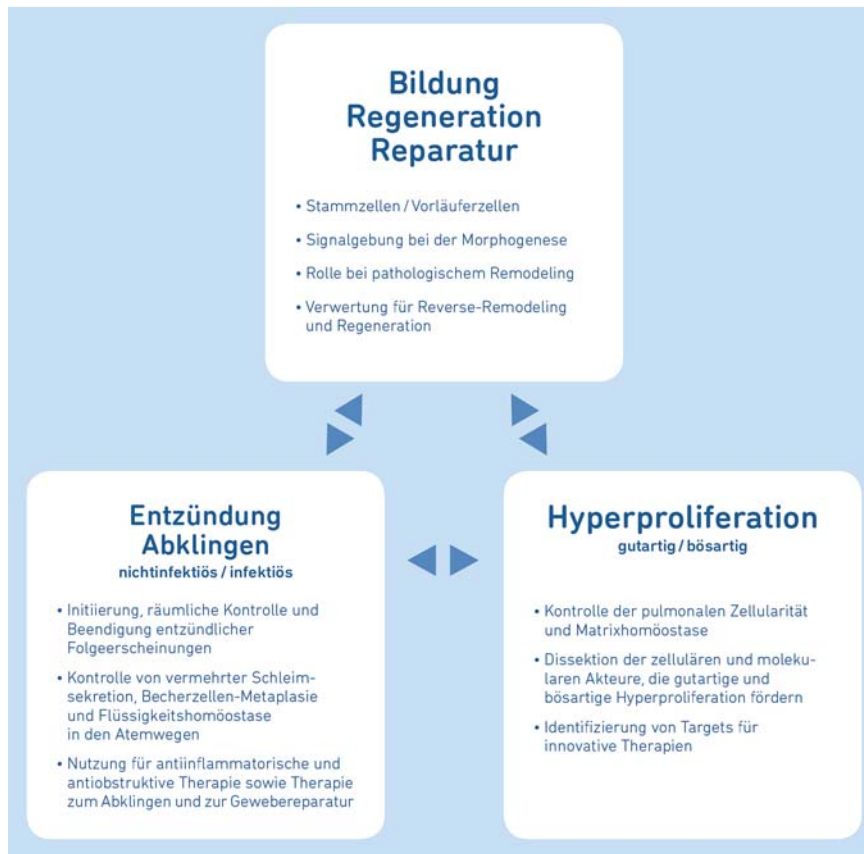 Bildung
Regeneration
Reparatur
• Stammzellen / Vorläuferzellen
• Signalgebung bei der Morphogenese
• Rolle bei pathologischem Remodeling
• Verwertung für Reverse-Remodeling
und Regeneration
Entzündung
Abklingen
nichtinfektiös / infektiös
• Initiierung, räumliche Kontrolle und
Beendigung entzündlicher
Folgeerscheinungen
• Kontrolle von vermehrter Schleim-
sekretion, Becherzellen-Metaplasie
und Flüssigkeitshomöostase
in den Atemwegen
• Nutzung für antiinflammatorische und
antiobstruktive Therapie sowie Therapie
zum Abklingen und zur Gewebereparatur
Hyperproliferation
gutartig / bösartig
• Kontrolle der pulmonalen Zellularität
und Matrixhomöostase
• Dissektion der zellulären und moleku-
laren Akteure, die gutartige und
bösartige Hyperproliferation fördern
• Identifizierung von Targets für
innovative Therapien